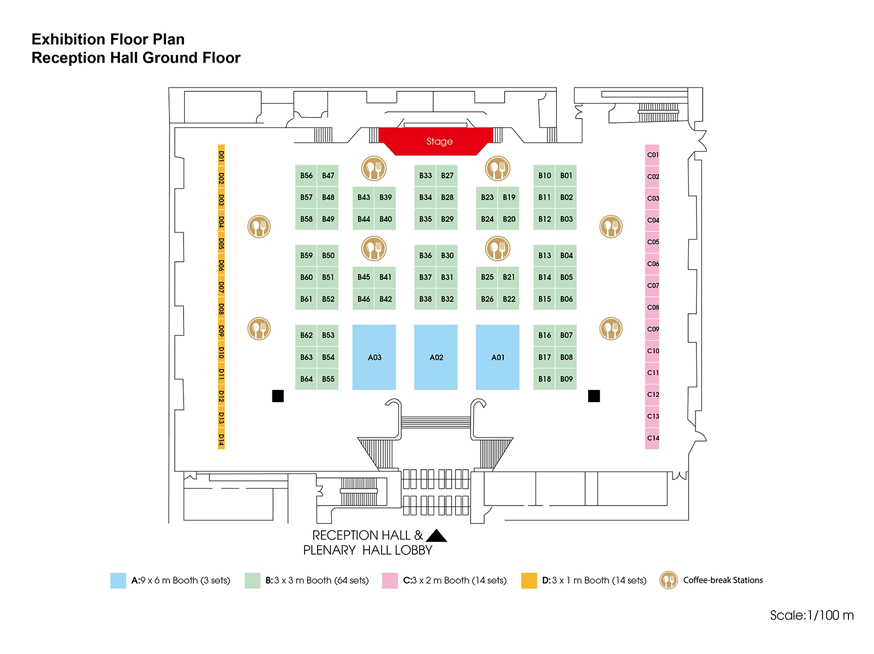 Exhibition Floor Plan
Reception Hall Ground Floor
Stage
D01
D02
D03
D04
D05
D06
D07
D08
D09
D10
D11
D12
D13
D14
B56 B47
B57 B48
B58 B49
B43 B39
B44 B40
B33 B27
B34 B28
B35 B29
B23 B19
B24 B20
B10 B01
B11 B02
B12 B03
B59 B50
B60 B51
B61 B52
B45 B41
B46 B42
B36 B30
B37 B31
B38 B32
B25 B21
B26 B22
B13 B04
B14 B05
B15 B06
B62 B53
B63 B54
B64 B55
A03
A02
A01
B16 B07
B17 B08
B18 B09
C01
C02
C03
C04
C05
C06
C07
C08
C09
C10
C11
C12
C13
C14
RECEPTION HALL &
PLENARY HALL LOBBY
A:9 x 6 m Booth (3 sets)
B:3 x 3 m Booth (64 sets)
C:3 x 2 m Booth (14 sets)
D:3 x 1 m Booth (14 sets)
Coffee-break Stations
Scale:1/100 m